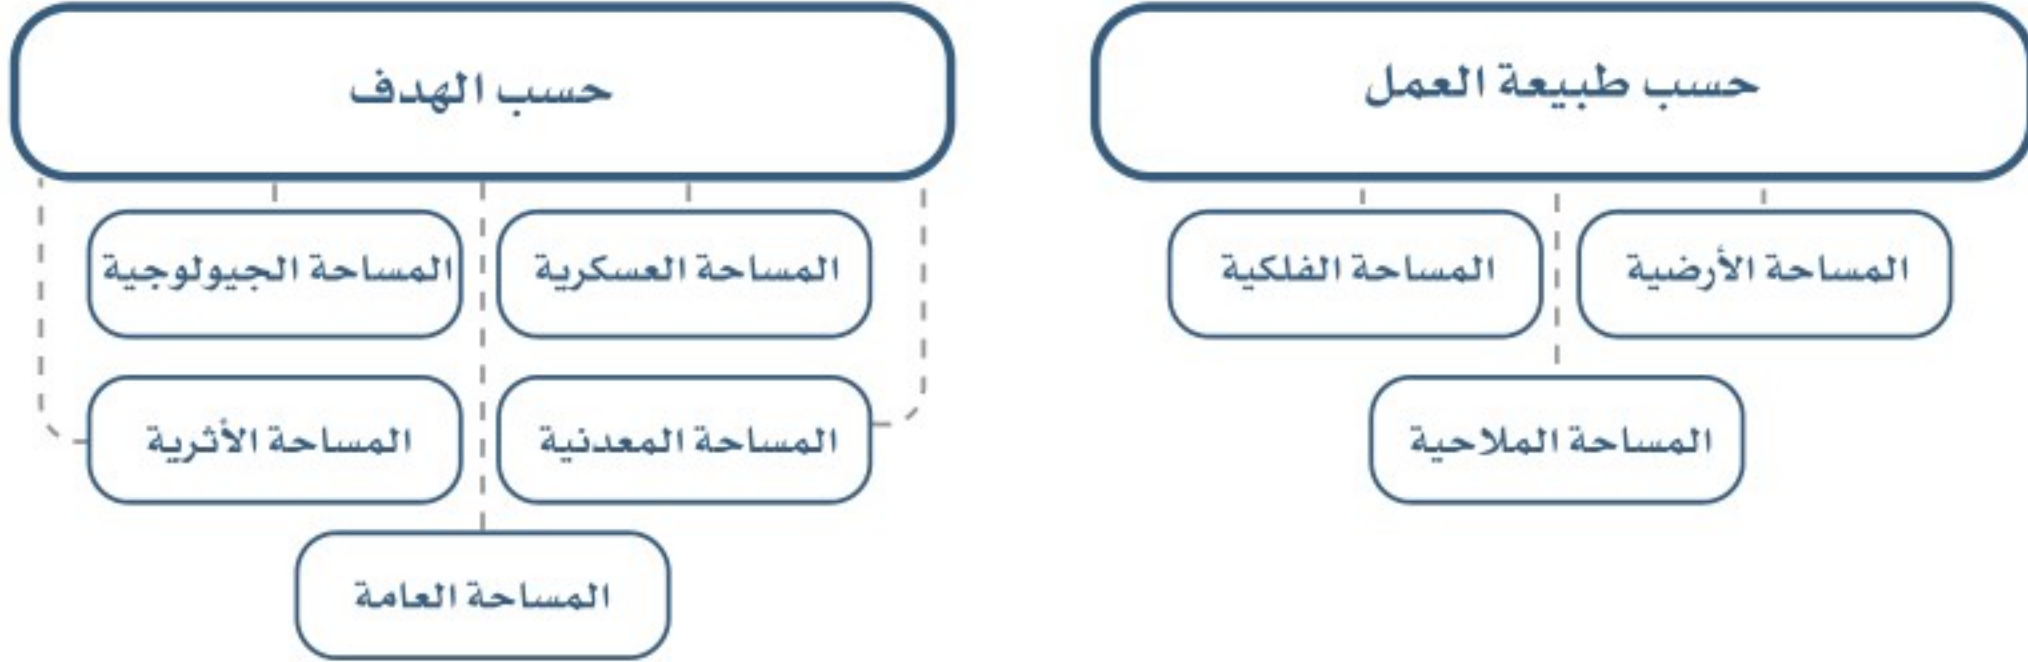 حسب طبيعة العمل
المساحة الأرضية
المساحة الفلكية
المساحة الملاحية
حسب الهدف
المساحة العسكرية
المساحة الجيولوجية
المساحة المعدنية
المساحة الأثرية
المساحة العامة